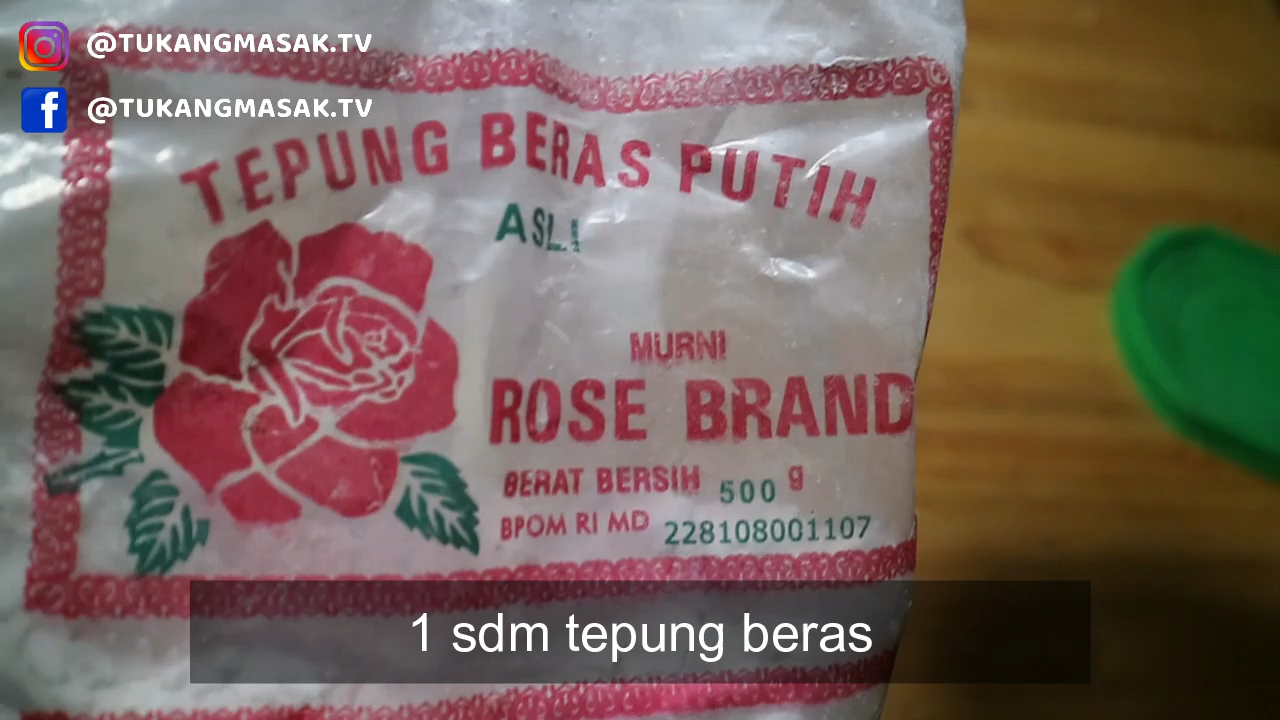 @TUKANGMASAK.TV
@TUKANGMASAK.TV
TEPUNG BERAS PUTIH
ASLI
MURNI
ROSE BRAND
BERAT BERSIH 500 g
BPOM RI MD 228108001107
1 sdm tepung beras